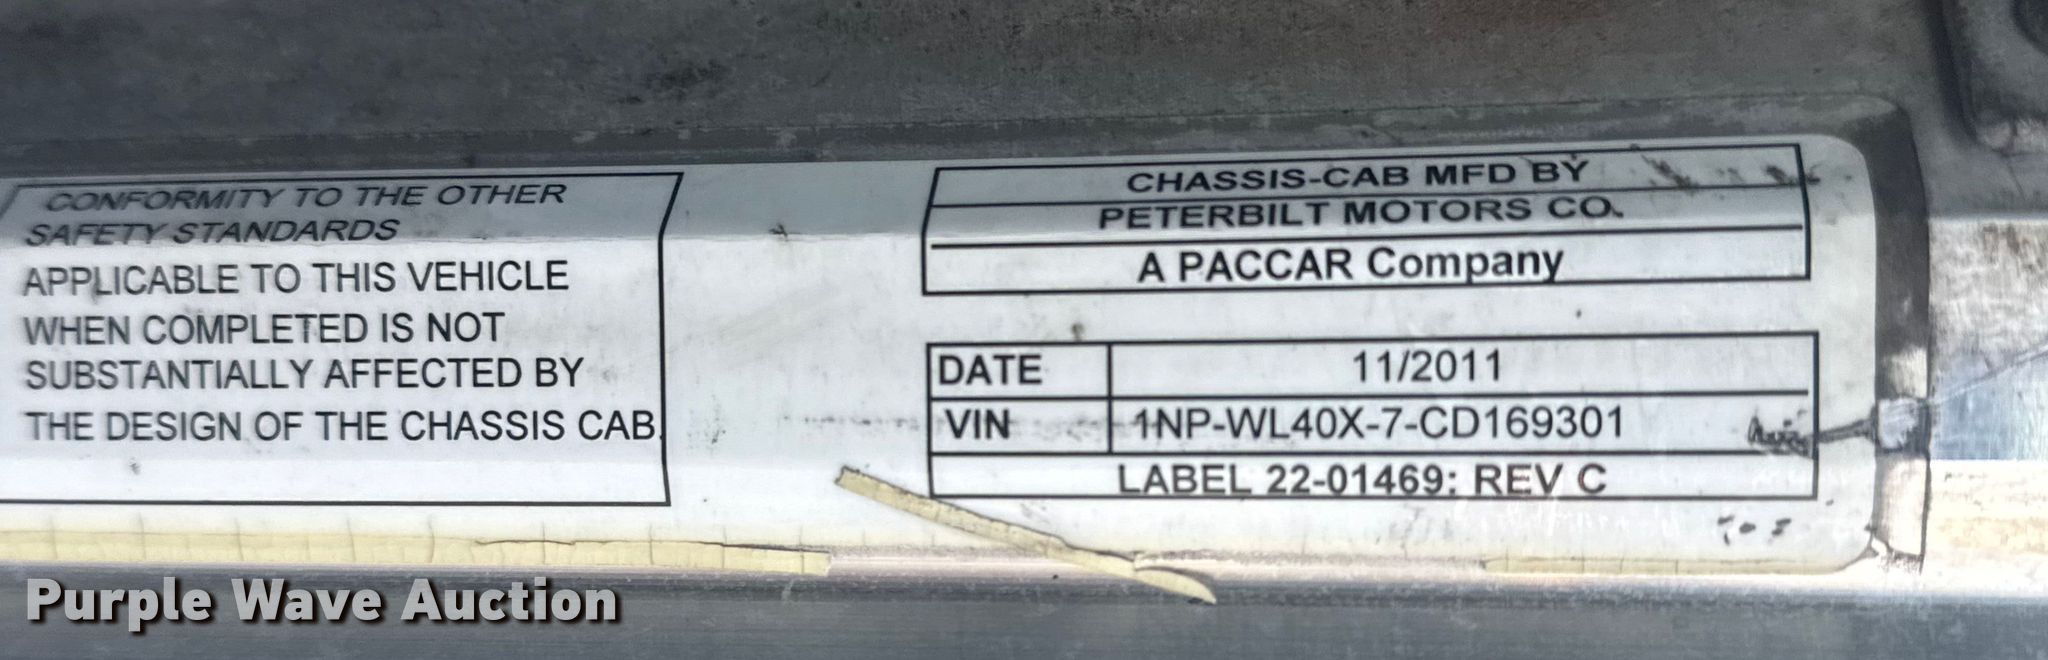 CONFORMITY TO THE OTHER
SAFETY STANDARDS
APPLICABLE TO THIS VEHICLE
WHEN COMPLETED IS NOT
SUBSTANTIALLY AFFECTED BY
THE DESIGN OF THE CHASSIS CAB.
CHASSIS-CAB MFD BY
PETERBILT MOTORS CO.
A PACCAR Company
DATE 11/2011
VIN 1NP-WL40X-7-CD169301
LABEL 22-01469: REV C
Purple Wave Auction